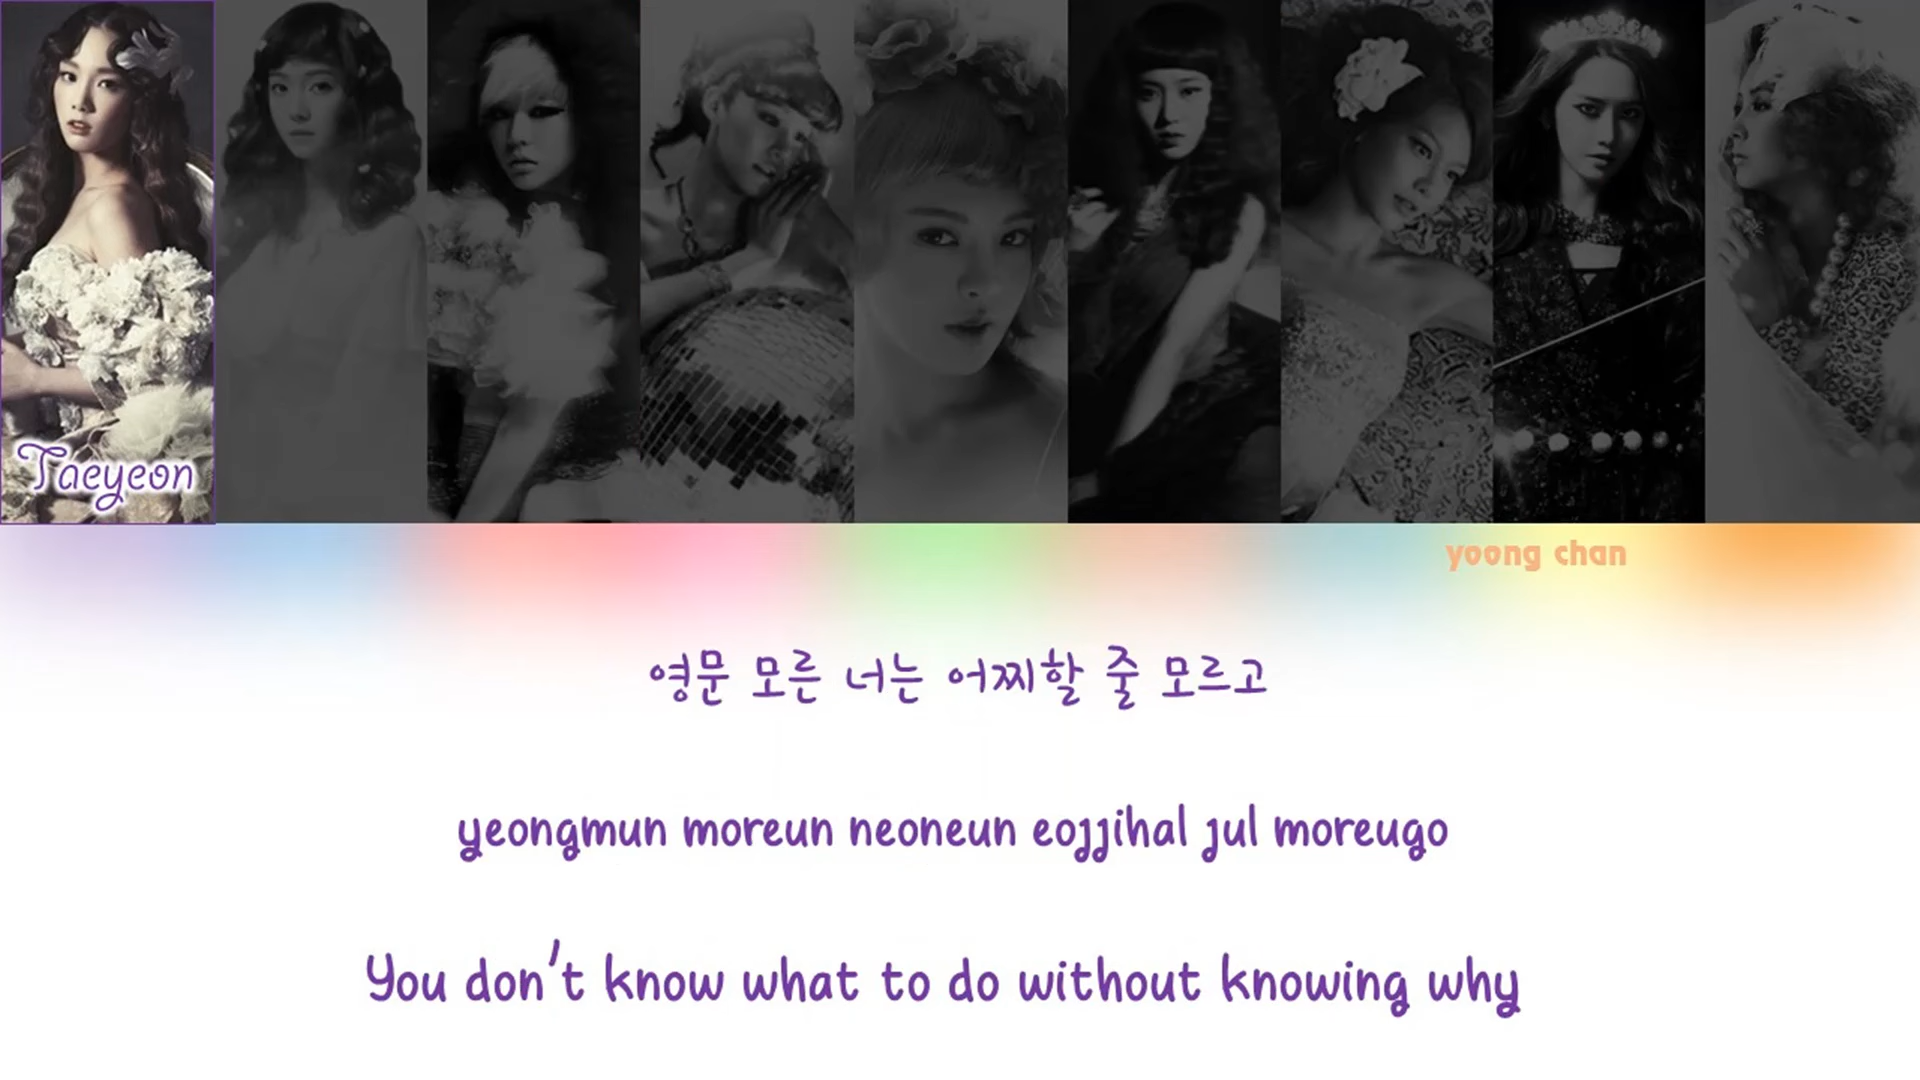 Taeyeon
yoong chan
영문 모른 너는 어찌할 줄 모르고
yeongmun moreun neoneun eojjihal jul moreugo
You don't know what to do without knowing why